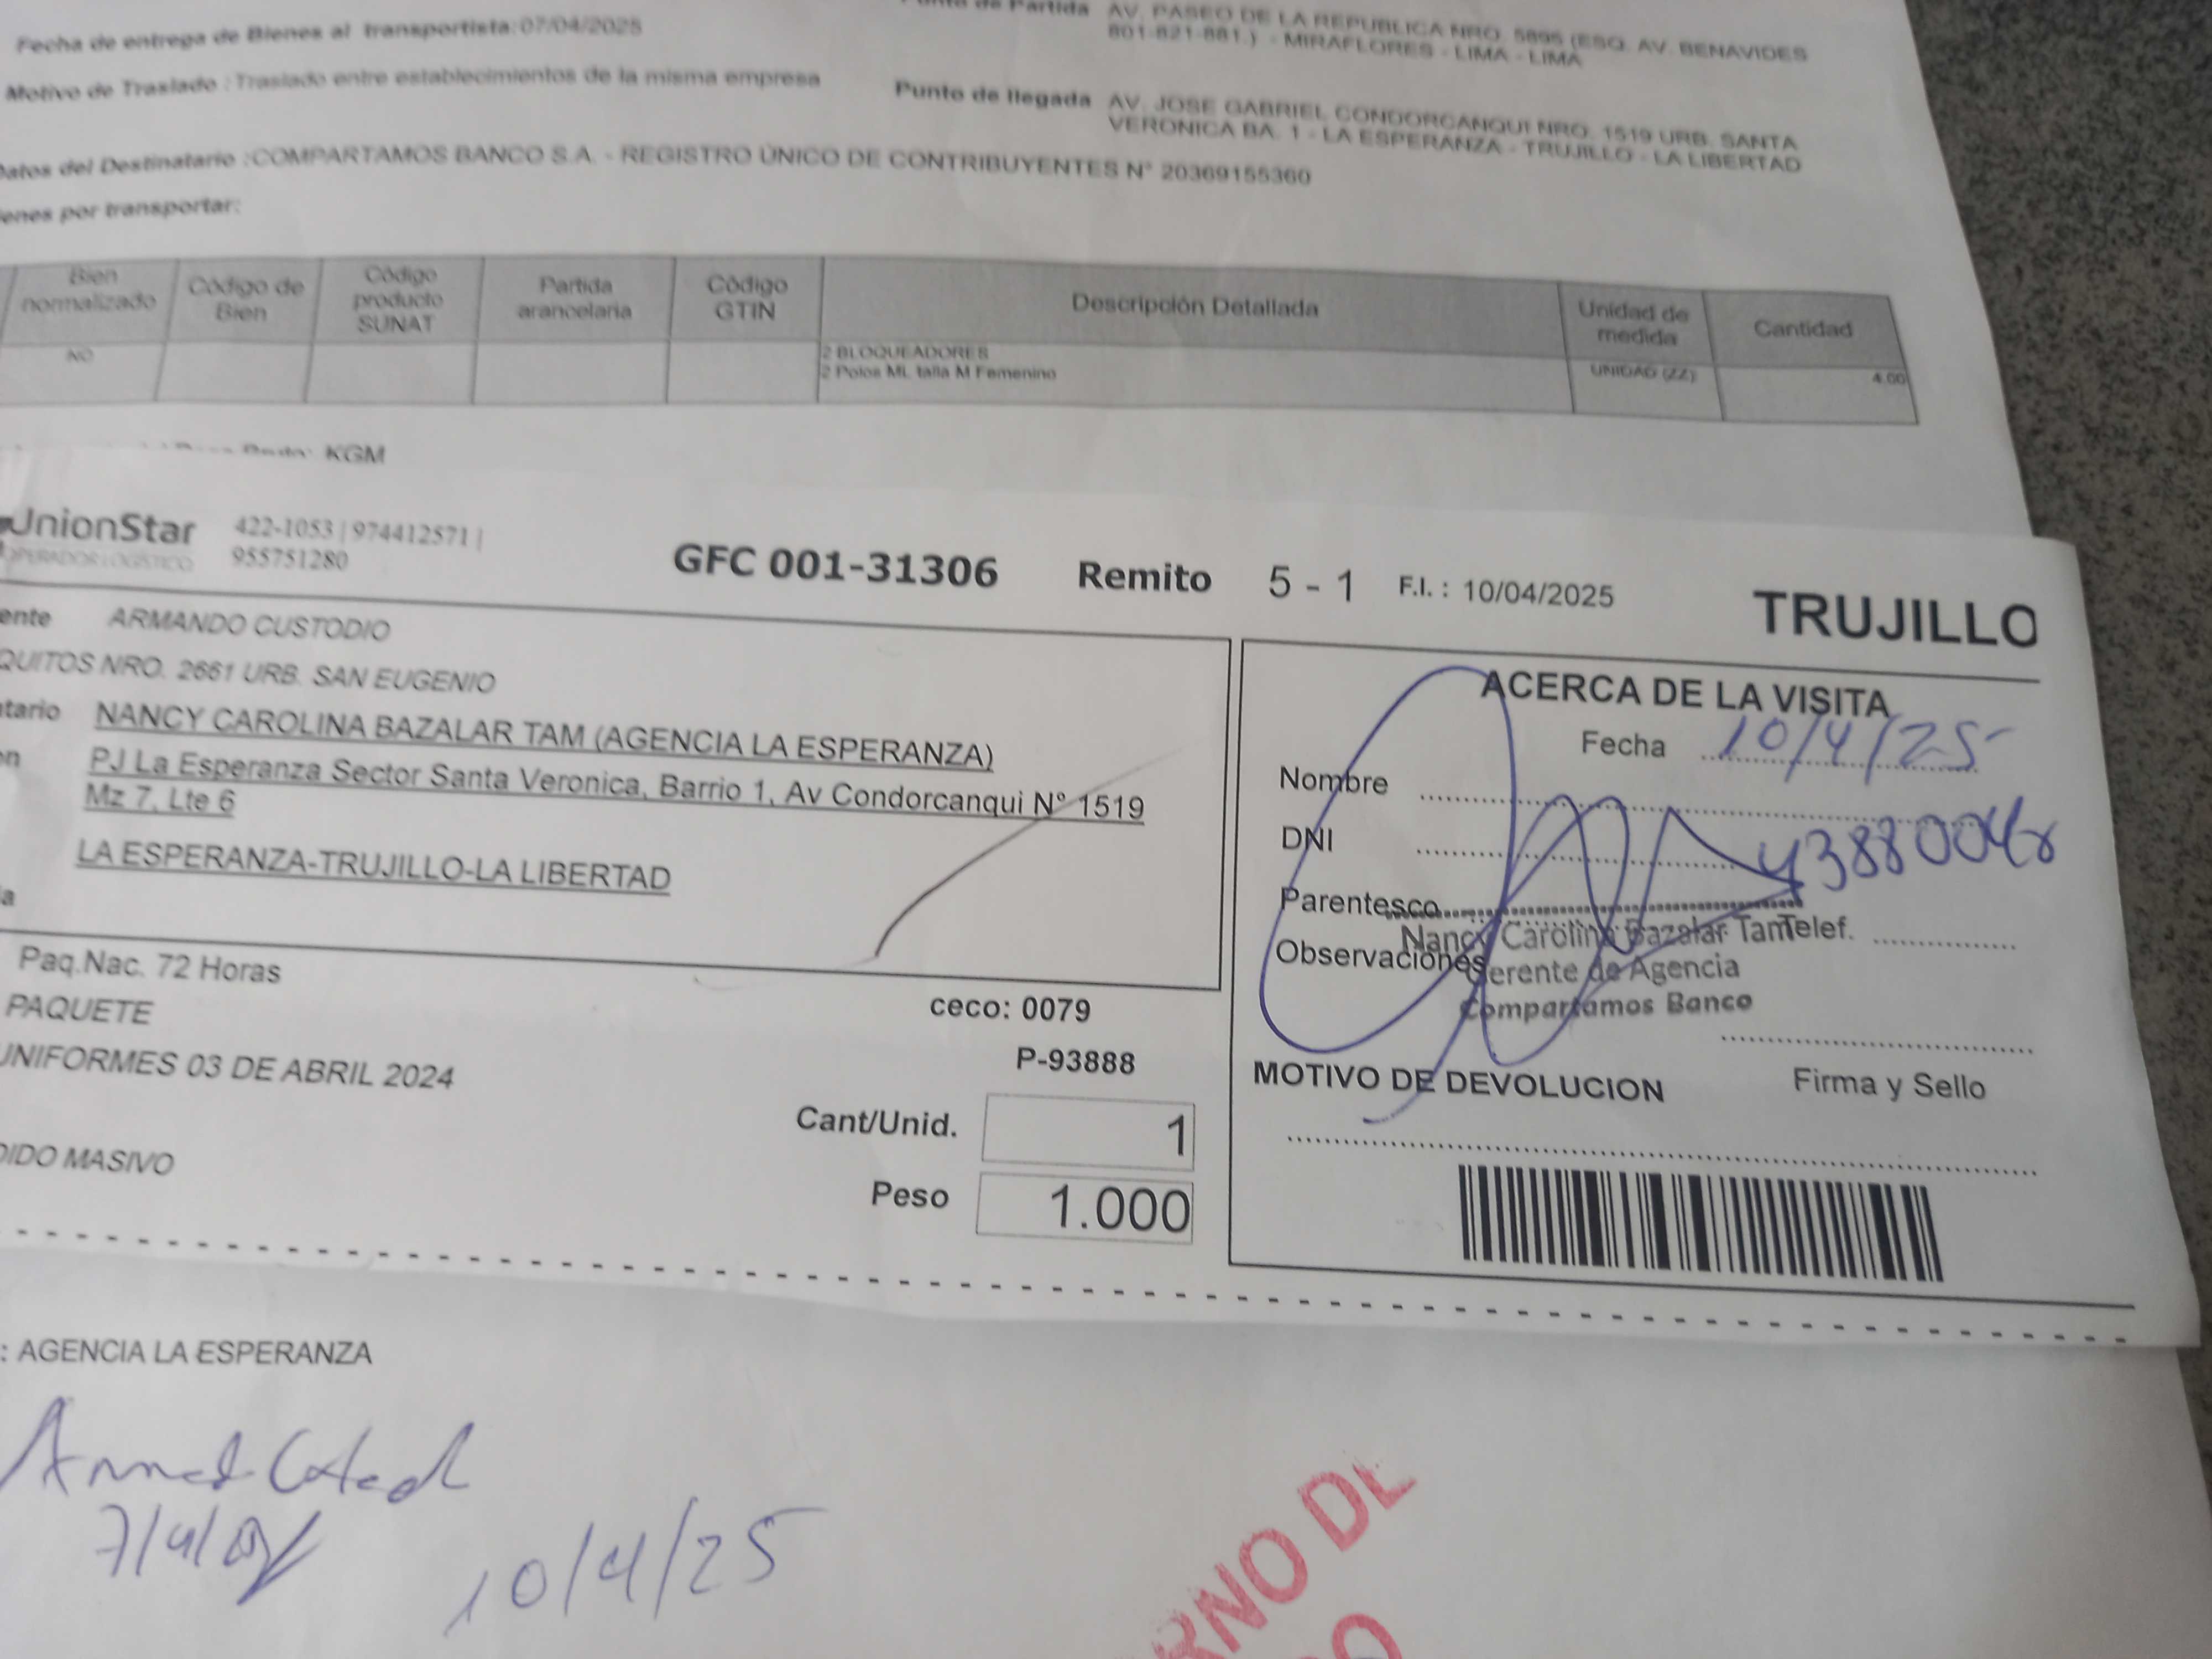 Fecha de entrega de Bienes al transportista:07/04/2025
Punto de Partida AV. PASEO DE LA REPUBLICA NRO. 5895 (ESQ. AV. BENAVIDES
801-821-881.) - MIRAFLORES - LIMA - LIMA
Motivo de Traslado :Traslado entre establecimientos de la misma empresa
Punto de llegada AV. JOSE GABRIEL CONDORCANQUI NRO. 1519 URB. SANTA
VERONICA BA. 1 - LA ESPERANZA - TRUJILLO - LA LIBERTAD
Datos del Destinatario :COMPARTAMOS BANCO S.A. - REGISTRO ÚNICO DE CONTRIBUYENTES N° 20369155360
ienes por transportar:
Bien normalizado Código de Bien Código producto SUNAT Partida arancelaria Código GTIN Descripción Detallada Unidad de medida Cantidad
NO 2 BLOQUEADORES UNIDAD (ZZ) 4.00
2 Polos ML talla M Femenino
KGM
UnionStar 422-1053 | 974412571 |
OPERADOR LOGÍSTICO 955751280
GFC 001-31306 Remito 5 - 1 F.I. : 10/04/2025 TRUJILLO
ente ARMANDO CUSTODIO
QUITOS NRO. 2661 URB. SAN EUGENIO
tario NANCY CAROLINA BAZALAR TAM (AGENCIA LA ESPERANZA)
on PJ La Esperanza Sector Santa Veronica, Barrio 1, Av Condorcanqui N° 1519
Mz 7, Lte 6
LA ESPERANZA-TRUJILLO-LA LIBERTAD
a
Paq.Nac. 72 Horas
PAQUETE
ceco: 0079
UNIFORMES 03 DE ABRIL 2024
P-93888
Cant/Unid. 1
DIDO MASIVO
Peso 1.000
ACERCA DE LA VISITA
Fecha 10/4/25
Nombre
DNI
Parentesco
Nancy Carolina Bazalar Tam Telef.
Observaciones
Gerente de Agencia
Compartamos Banco
MOTIVO DE DEVOLUCION Firma y Sello
: AGENCIA LA ESPERANZA
10/4/25
RNO DE